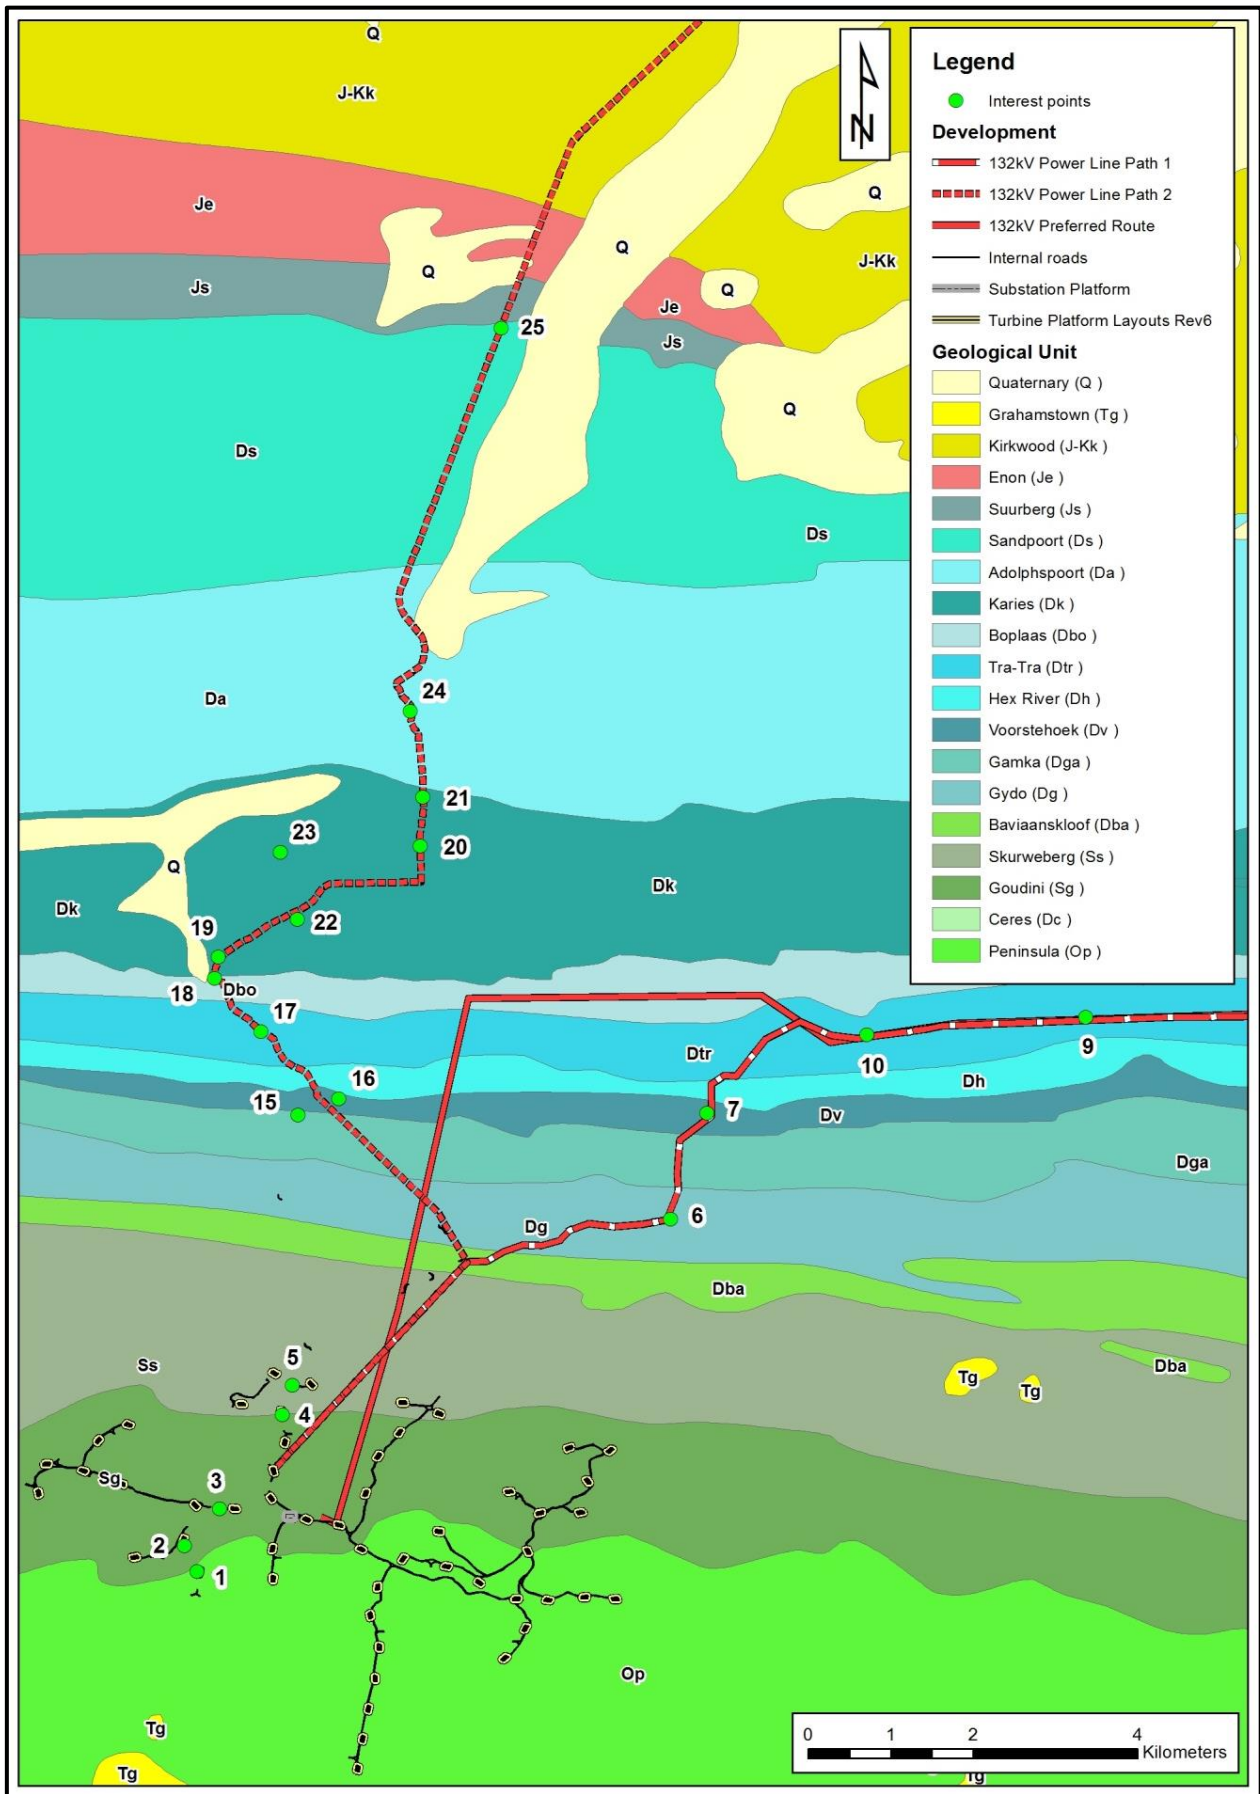 Q
J-Kk
Legend
Interest points
Development
132kV Power Line Path 1
132kV Power Line Path 2
132kV Preferred Route
Internal roads
Substation Platform
Turbine Platform Layouts Rev6
Geological Unit
Quaternary (Q )
Grahamstown (Tg )
Kirkwood (J-Kk )
Enon (Je )
Suurberg (Js )
Sandpoort (Ds )
Adolphspoort (Da )
Karies (Dk )
Boplaas (Dbo )
Tra-Tra (Dtr )
Hex River (Dh )
Voorstehoek (Dv )
Gamka (Dga )
Gydo (Dg )
Baviaanskloof (Dba )
Skurweberg (Ss )
Goudini (Sg )
Ceres (Dc )
Peninsula (Op )
N
Q
Je
Q
J-Kk
Q
Js
Q
Je
25
Js
Q
Ds
Ds
24
Da
21
23
20
Q
Dk
Dk
22
19
18
Dbo
17
9
10
Dtr
16
Dh
15
7
Dv
Dga
6
Dg
Dba
Ss
5
Dba
Tg
Tg
4
Sg
3
2
1
Op
Tg
Tg
0 1 2 4
Kilometers
Tg